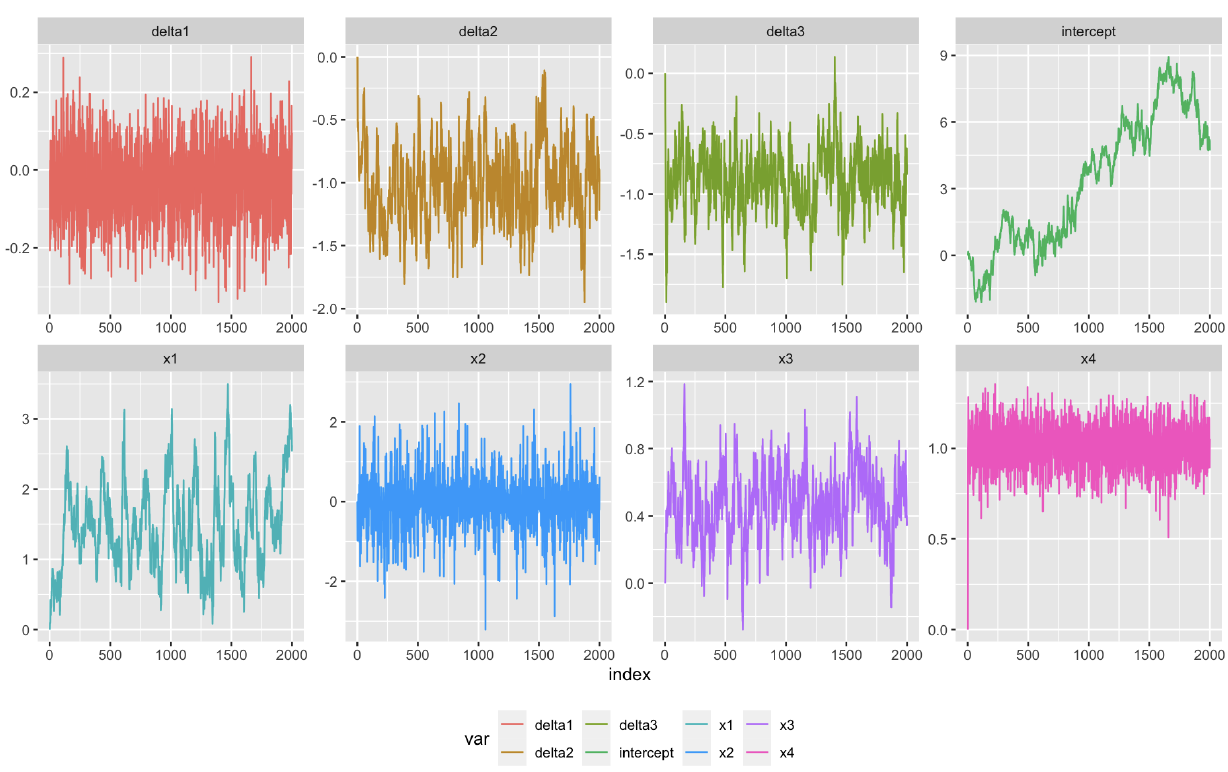 delta1 delta2 delta3 intercept
0.2 0.0 -0.2
0.0 -0.5 -1.0 -1.5 -2.0
0.0 -0.5 -1.0 -1.5
9 6 3 0
0 500 1000 1500 2000 0 500 1000 1500 2000 0 500 1000 1500 2000 0 500 1000 1500 2000
x1 x2 x3 x4
3 2 1 0
2 0 -2
1.2 0.8 0.4 0.0
1.0 0.5 0.0
0 500 1000 1500 2000 0 500 1000 1500 2000 0 500 1000 1500 2000 0 500 1000 1500 2000
index
var
delta1 delta3 x1 x3
delta2 intercept x2 x4